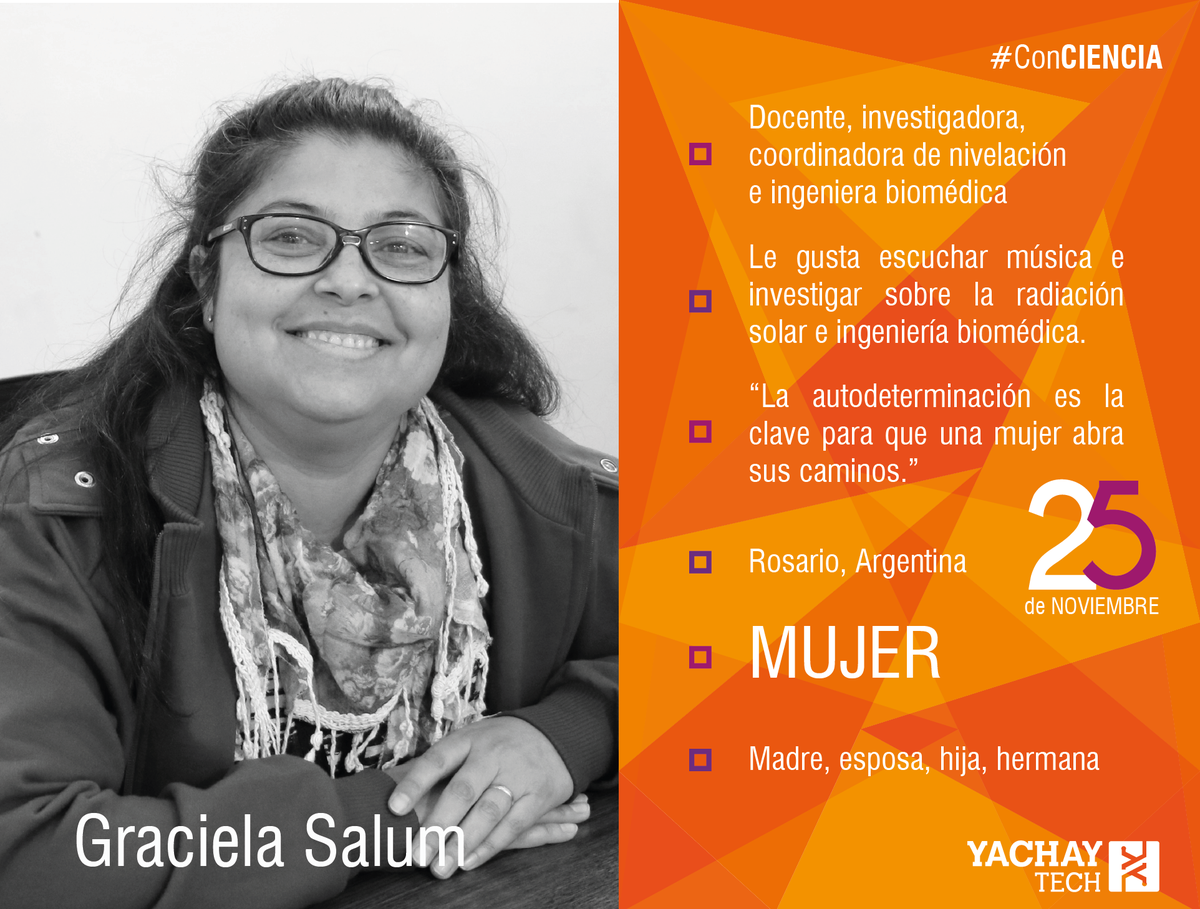 Graciela Salum
#ConCIENCIA
Docente, investigadora,
coordinadora de nivelación
e ingeniera biomédica
Le gusta escuchar música e
investigar sobre la radiación
solar e ingeniería biomédica.
“La autodeterminación es la
clave para que una mujer abra
sus caminos.”
25
de NOVIEMBRE
Rosario, Argentina
MUJER
Madre, esposa, hija, hermana
YACHAY
TECH